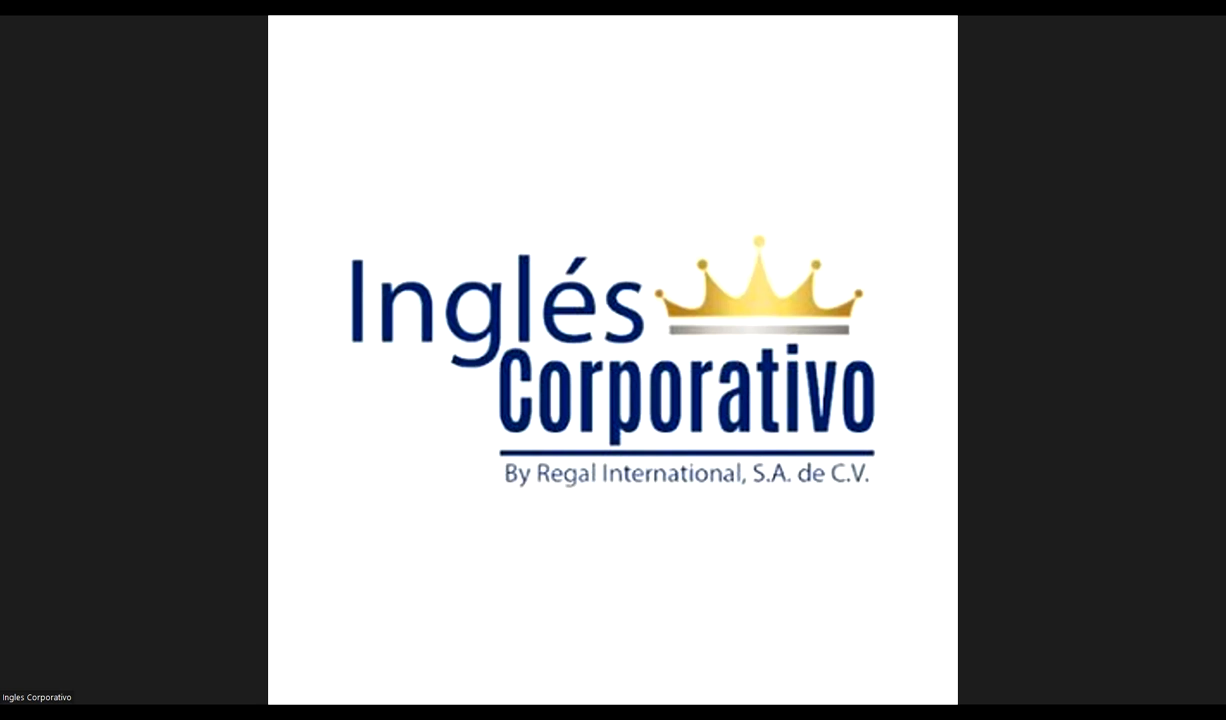 Inglés
Corporativo
By Regal International, S.A. de C.V.
Ingles Corporativo